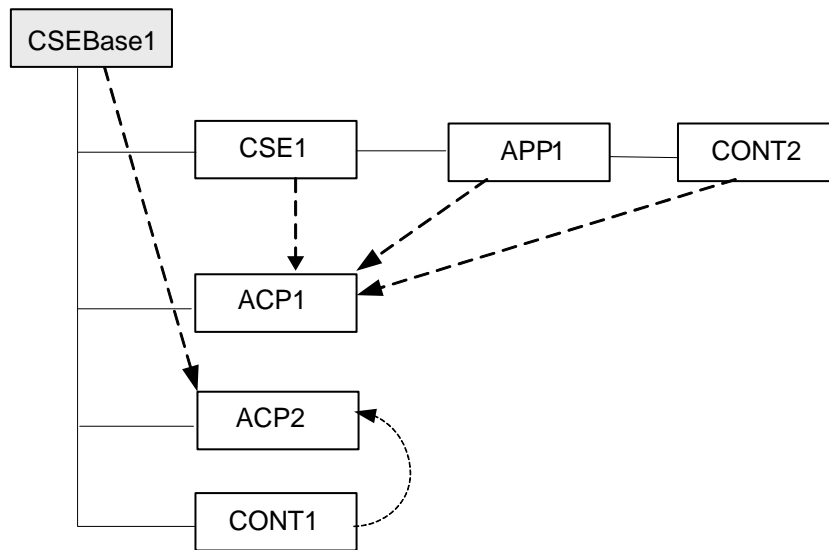 CSEBase1
CSE1
APP1
CONT2
ACP1
ACP2
CONT1